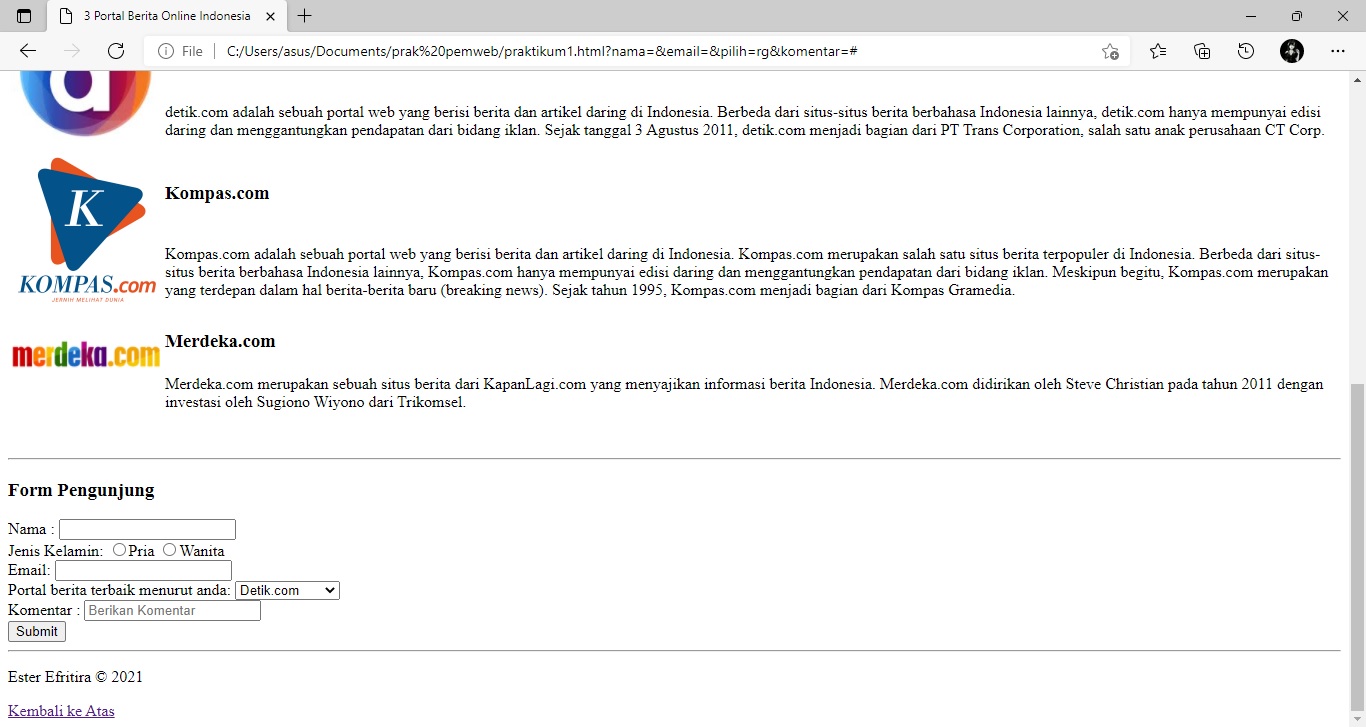 3 Portal Berita Online Indonesia
File C:/Users/asus/Documents/prak%20pemweb/praktikum1.html?nama=&email=&pilih=rg&komentar=#
detik.com adalah sebuah portal web yang berisi berita dan artikel daring di Indonesia. Berbeda dari situs-situs berita berbahasa Indonesia lainnya, detik.com hanya mempunyai edisi
daring dan menggantungkan pendapatan dari bidang iklan. Sejak tanggal 3 Agustus 2011, detik.com menjadi bagian dari PT Trans Corporation, salah satu anak perusahaan CT Corp.
K
KOMPAS.com
JERNIH MELIHAT DUNIA
Kompas.com
Kompas.com adalah sebuah portal web yang berisi berita dan artikel daring di Indonesia. Kompas.com merupakan salah satu situs berita terpopuler di Indonesia. Berbeda dari situs-
situs berita berbahasa Indonesia lainnya, Kompas.com hanya mempunyai edisi daring dan menggantungkan pendapatan dari bidang iklan. Meskipun begitu, Kompas.com merupakan
yang terdepan dalam hal berita-berita baru (breaking news). Sejak tahun 1995, Kompas.com menjadi bagian dari Kompas Gramedia.
merdeka.com
Merdeka.com
Merdeka.com merupakan sebuah situs berita dari KapanLagi.com yang menyajikan informasi berita Indonesia. Merdeka.com didirikan oleh Steve Christian pada tahun 2011 dengan
investasi oleh Sugiono Wiyono dari Trikomsel.
Form Pengunjung
Nama :
Jenis Kelamin: Pria Wanita
Email:
Portal berita terbaik menurut anda: Detik.com
Komentar : Berikan Komentar
Submit
Ester Efritira © 2021
Kembali ke Atas